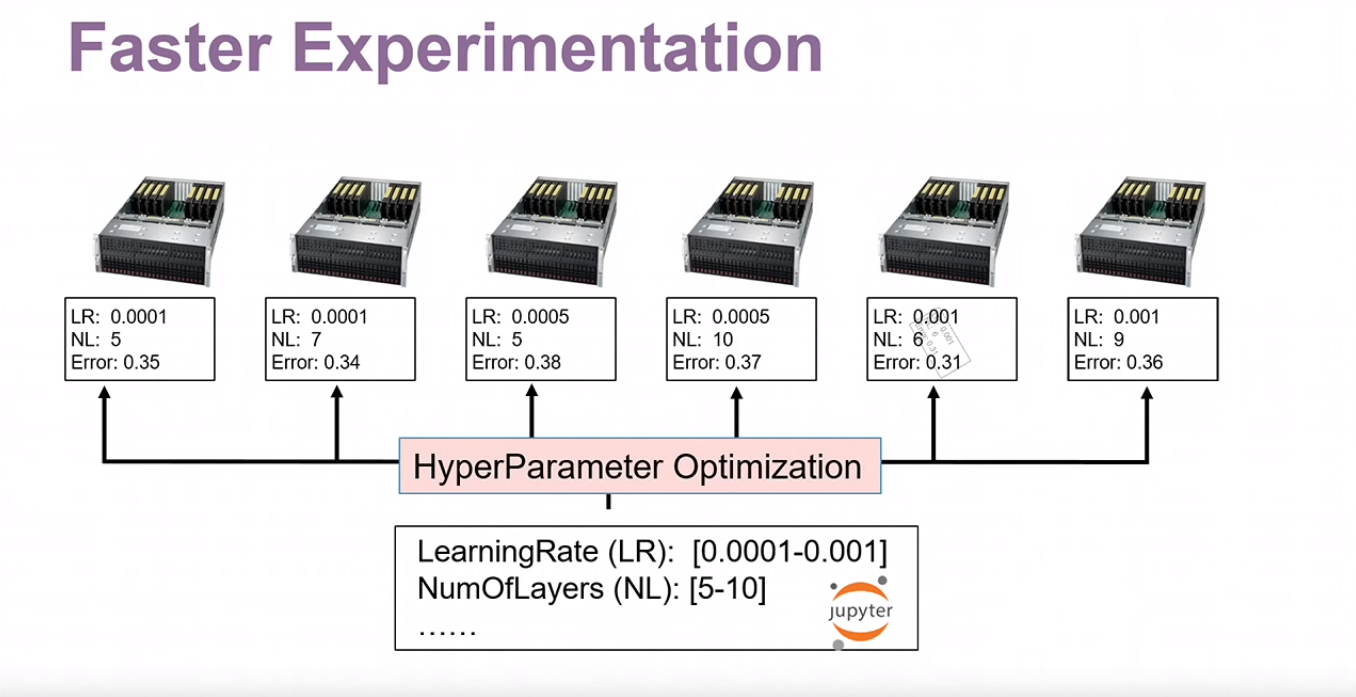 Faster Experimentation
LR: 0.0001
NL: 5
Error: 0.35
LR: 0.0001
NL: 7
Error: 0.34
LR: 0.0005
NL: 5
Error: 0.38
LR: 0.0005
NL: 10
Error: 0.37
LR: 0.001
NL: 6
Error: 0.31
LR: 0.001
NL: 9
Error: 0.36
HyperParameter Optimization
LearningRate (LR): [0.0001-0.001]
NumOfLayers (NL): [5-10]
......
jupyter